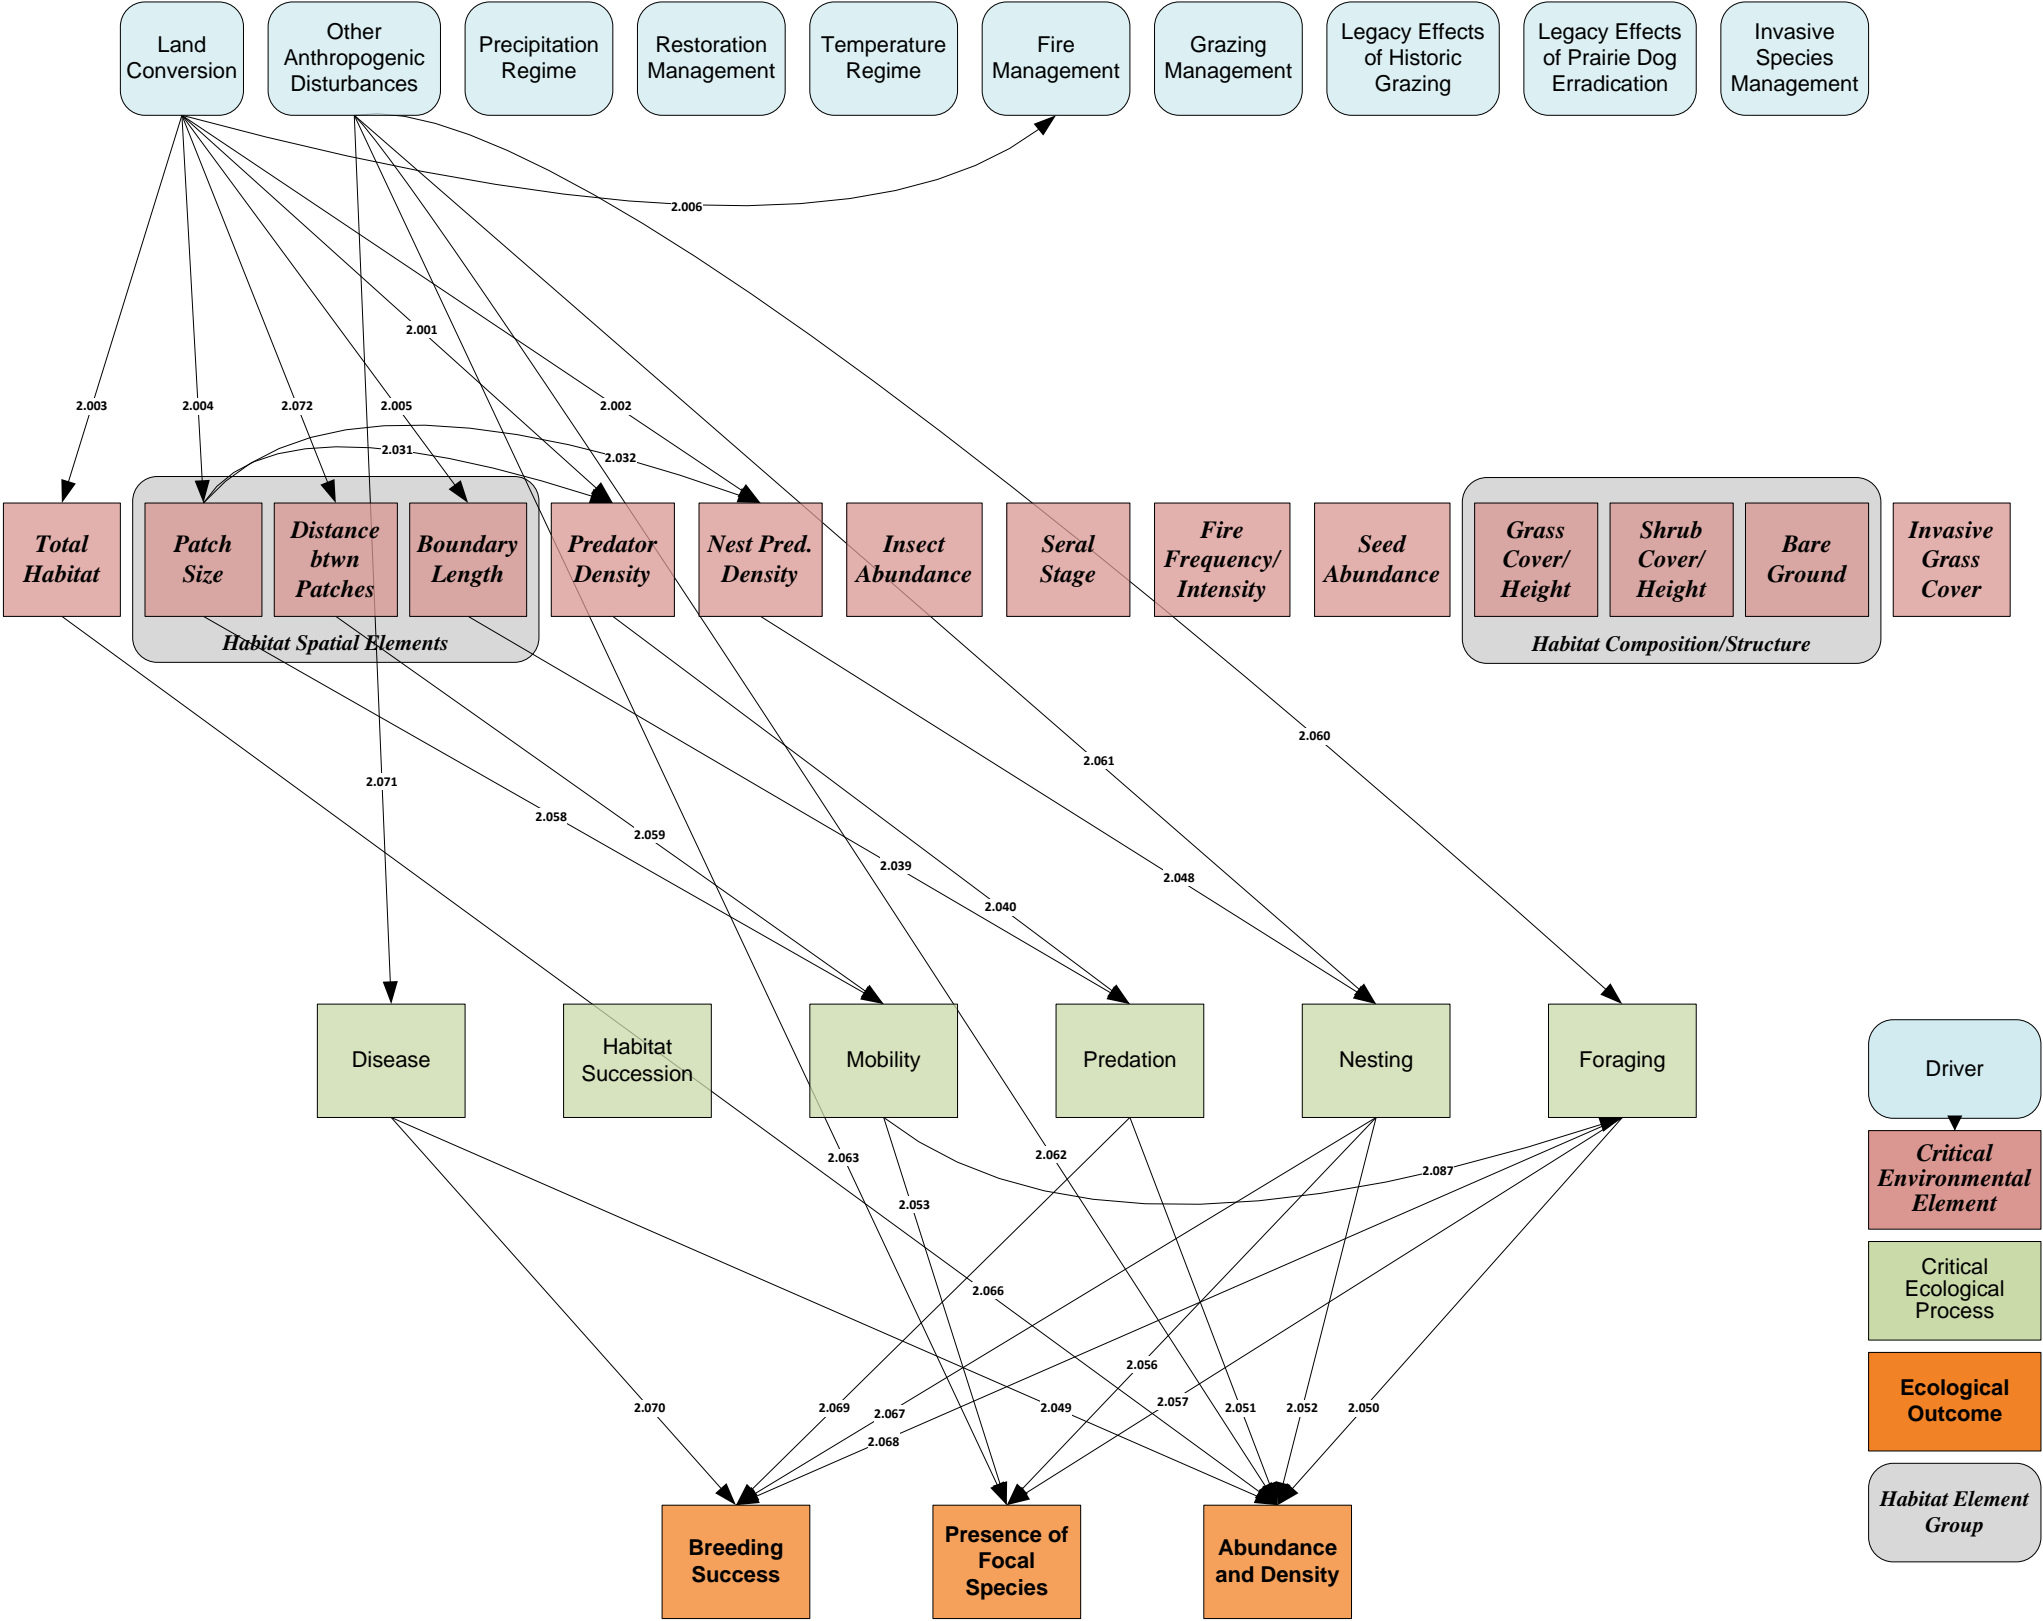 Land
Conversion
Other
Anthropogenic
Disturbances
Precipitation
Regime
Restoration
Management
Temperature
Regime
Fire
Management
Grazing
Management
Legacy Effects
of Historic
Grazing
Legacy Effects
of Prairie Dog
Erradication
Invasive
Species
Management
2.006
2.001
2.003
2.004
2.072
2.005
2.002
2.031
2.032
Total
Habitat
Patch
Size
Distance
btwn
Patches
Boundary
Length
Habitat Spatial Elements
Predator
Density
Nest Pred.
Density
Insect
Abundance
Seral
Stage
Fire
Frequency/
Intensity
Seed
Abundance
Grass
Cover/
Height
Shrub
Cover/
Height
Bare
Ground
Habitat Composition/Structure
Invasive
Grass
Cover
2.060
2.061
2.071
2.058
2.059
2.039
2.048
2.040
Disease
Habitat
Succession
Mobility
Predation
Nesting
Foraging
2.063
2.062
2.087
2.053
2.066
2.056
2.070
2.069
2.067
2.049
2.057
2.051
2.052
2.050
2.068
Breeding
Success
Presence of
Focal
Species
Abundance
and Density
Driver
Critical
Environmental
Element
Critical
Ecological
Process
Ecological
Outcome
Habitat Element
Group